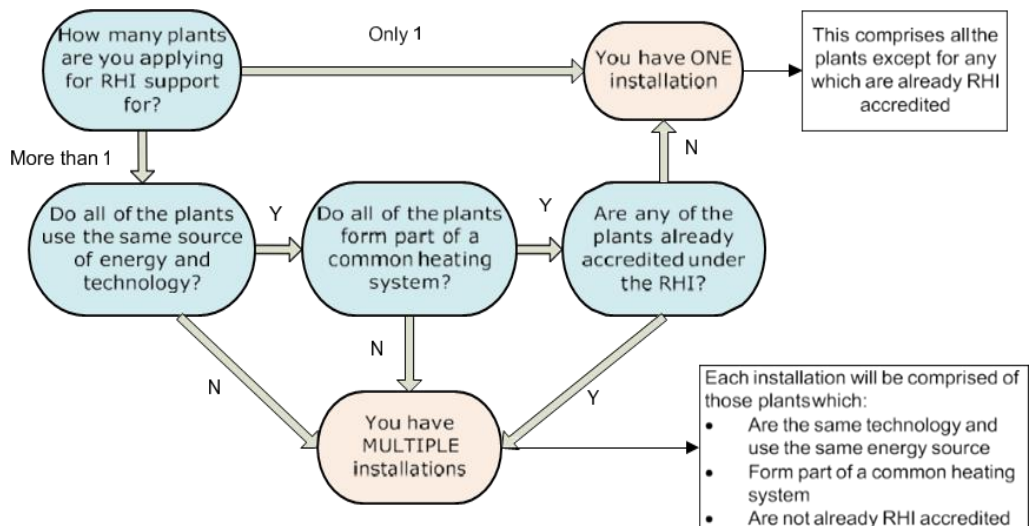 How many plants
are you applying
for RHI support
for?
Only 1
You have ONE
installation
This comprises all the
plants except for any
which are already RHI
accredited
More than 1
N
Do all of the plants
use the same source
of energy and
technology?
Y
Do all of the plants
form part of a
common heating
system?
Y
Are any of the
plants already
accredited under
the RHI?
N
N
Y
You have
MULTIPLE
installations
Each installation will be comprised of
those plants which:
• Are the same technology and
use the same energy source
• Form part of a common heating
system
• Are not already RHI accredited